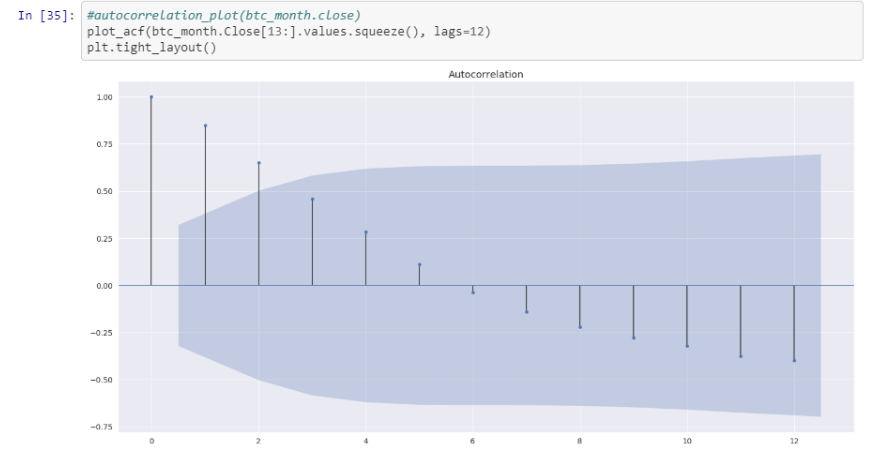 In [35]: #autocorrelation_plot(btc_month.close)
plot_acf(btc_month.Close[13:].values.squeeze(), lags=12)
plt.tight_layout()
Autocorrelation
1.00
0.75
0.50
0.25
0.00
−0.25
−0.50
−0.75
0 2 4 6 8 10 12